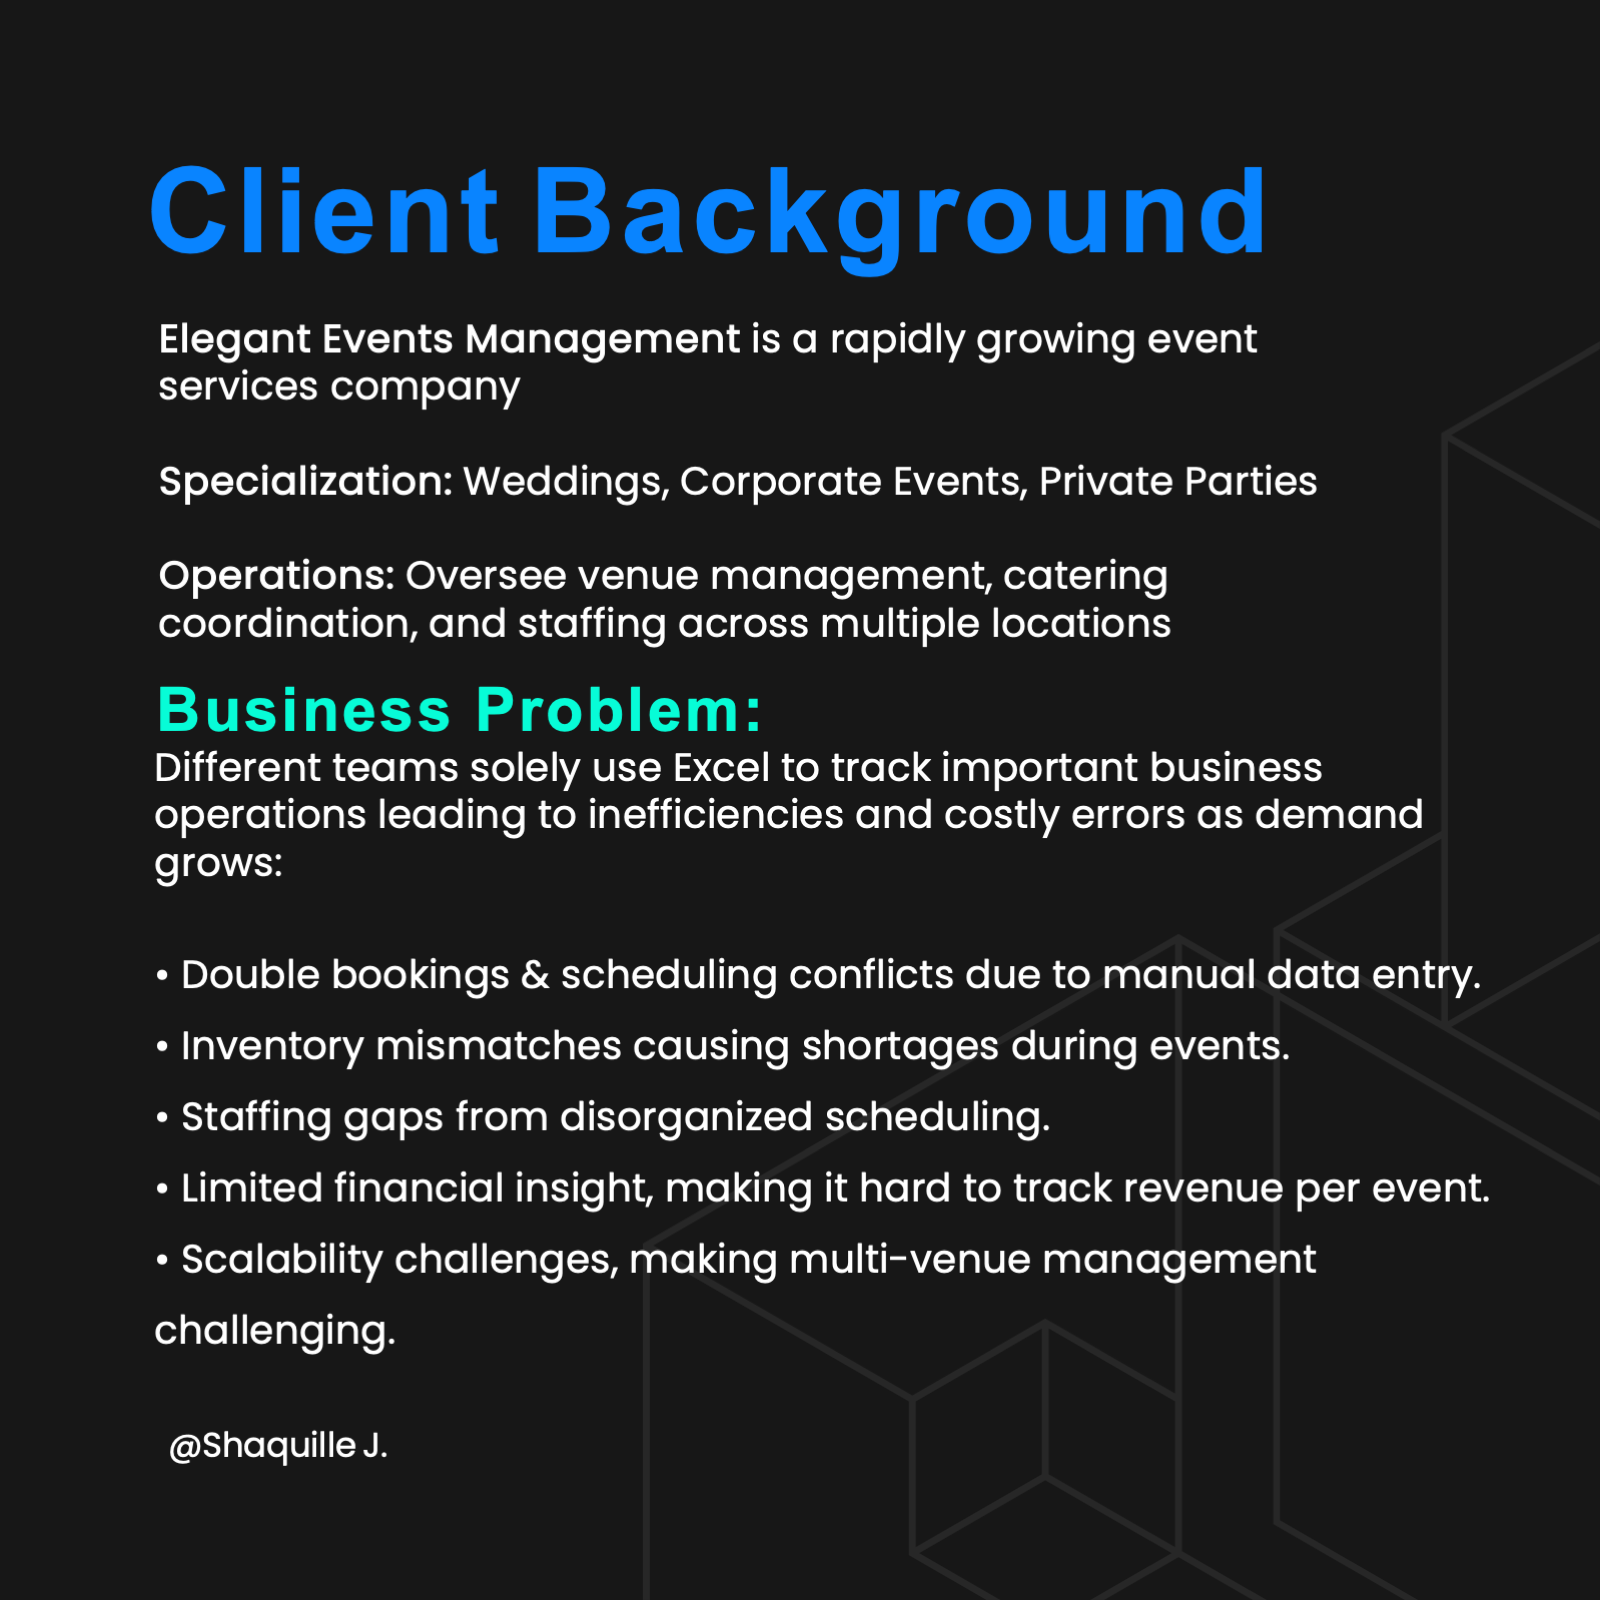 Client Background
Elegant Events Management is a rapidly growing event
services company
Specialization: Weddings, Corporate Events, Private Parties
Operations: Oversee venue management, catering
coordination, and staffing across multiple locations
Business Problem:
Different teams solely use Excel to track important business
operations leading to inefficiencies and costly errors as demand
grows:
• Double bookings & scheduling conflicts due to manual data entry.
• Inventory mismatches causing shortages during events.
• Staffing gaps from disorganized scheduling.
• Limited financial insight, making it hard to track revenue per event.
• Scalability challenges, making multi-venue management
challenging.
@Shaquille J.